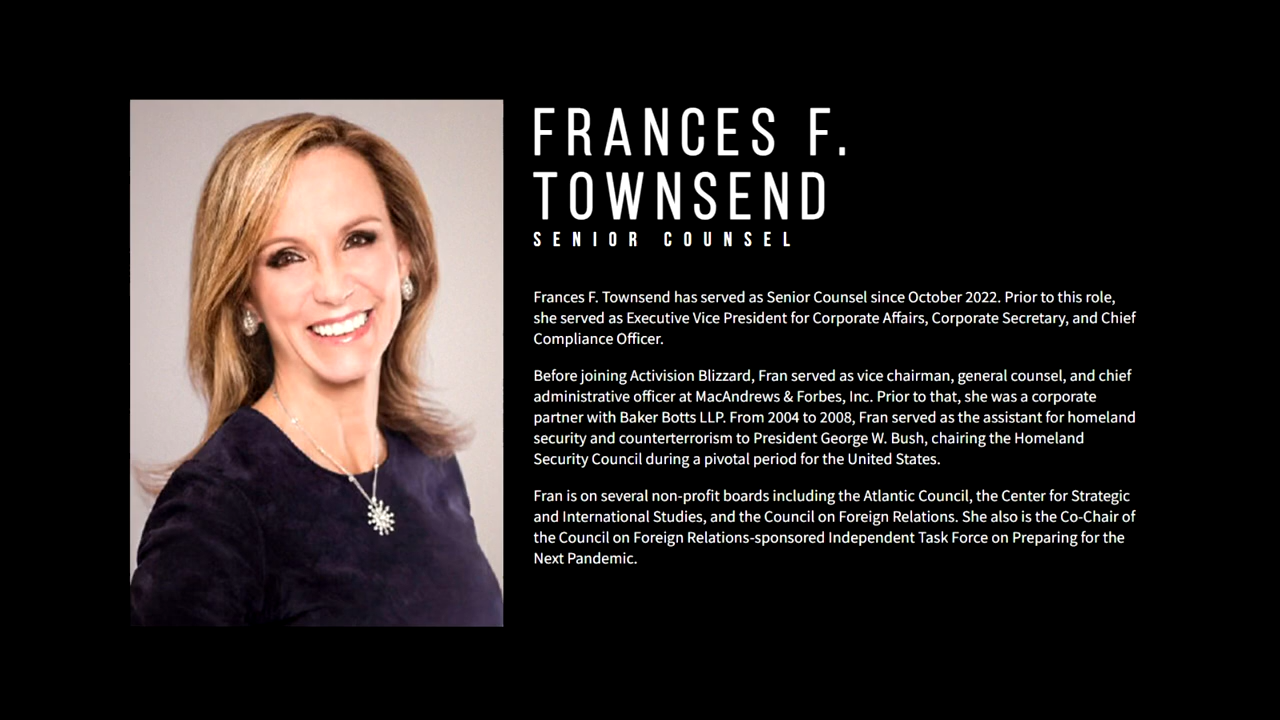 FRANCES F.
TOWNSEND
SENIOR COUNSEL
Frances F. Townsend has served as Senior Counsel since October 2022. Prior to this role,
she served as Executive Vice President for Corporate Affairs, Corporate Secretary, and Chief
Compliance Officer.
Before joining Activision Blizzard, Fran served as vice chairman, general counsel, and chief
administrative officer at MacAndrews & Forbes, Inc. Prior to that, she was a corporate
partner with Baker Botts LLP. From 2004 to 2008, Fran served as the assistant for homeland
security and counterterrorism to President George W. Bush, chairing the Homeland
Security Council during a pivotal period for the United States.
Fran is on several non-profit boards including the Atlantic Council, the Center for Strategic
and International Studies, and the Council on Foreign Relations. She also is the Co-Chair of
the Council on Foreign Relations-sponsored Independent Task Force on Preparing for the
Next Pandemic.